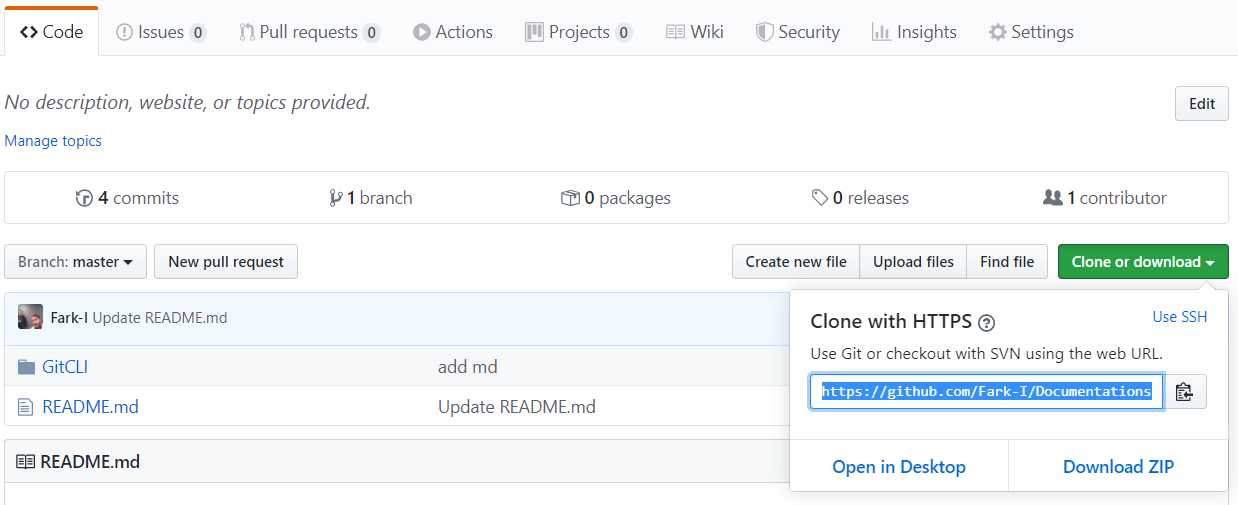 Code Issues 0 Pull requests 0 Actions Projects 0 Wiki Security Insights Settings
No description, website, or topics provided. Edit
Manage topics
4 commits 1 branch 0 packages 0 releases 1 contributor
Branch: master New pull request Create new file Upload files Find file Clone or download
Fark-I Update README.md
GitCLI add md
README.md Update README.md
README.md
Clone with HTTPS ?
Use SSH
Use Git or checkout with SVN using the web URL.
https://github.com/Fark-I/Documentations
Open in Desktop Download ZIP